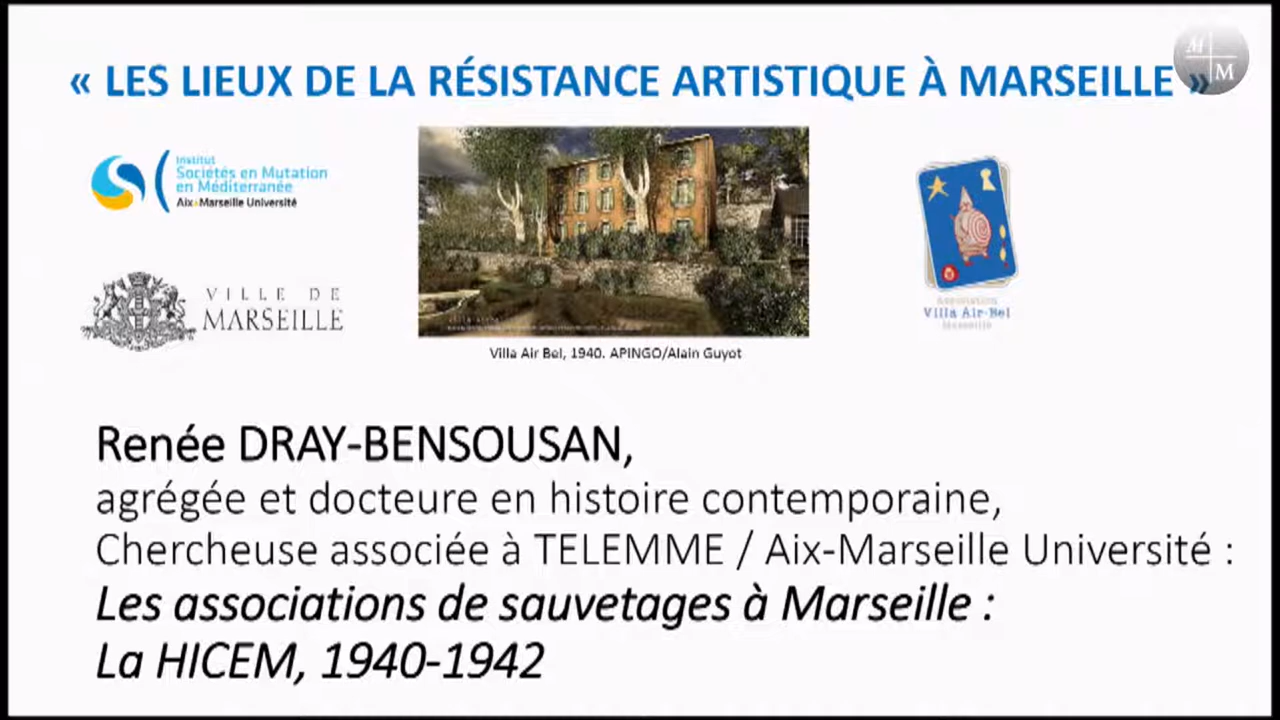 « LES LIEUX DE LA RÉSISTANCE ARTISTIQUE À MARSEILLE »
M
M
Institut
Sociétés en Mutation
en Méditerranée
Aix*Marseille Université
VILLE DE
MARSEILLE
Villa Air Bel, 1940. APINGO/Alain Guyot
Association
Villa Air-Bel
Marseille
Renée DRAY-BENSOUSAN,
agrégée et docteure en histoire contemporaine,
Chercheuse associée à TELEMME / Aix-Marseille Université :
Les associations de sauvetages à Marseille :
La HICEM, 1940-1942